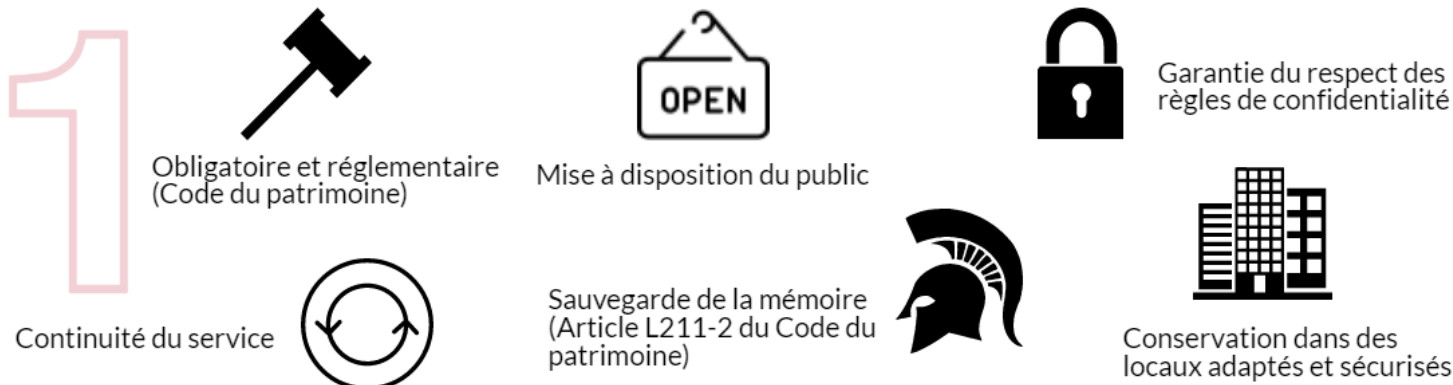 1
Obligatoire et réglementaire
(Code du patrimoine)
OPEN
Mise à disposition du public
Garantie du respect des
règles de confidentialité
Continuité du service
Sauvegarde de la mémoire
(Article L211-2 du Code du
patrimoine)
Conservation dans des
locaux adaptés et sécurisés